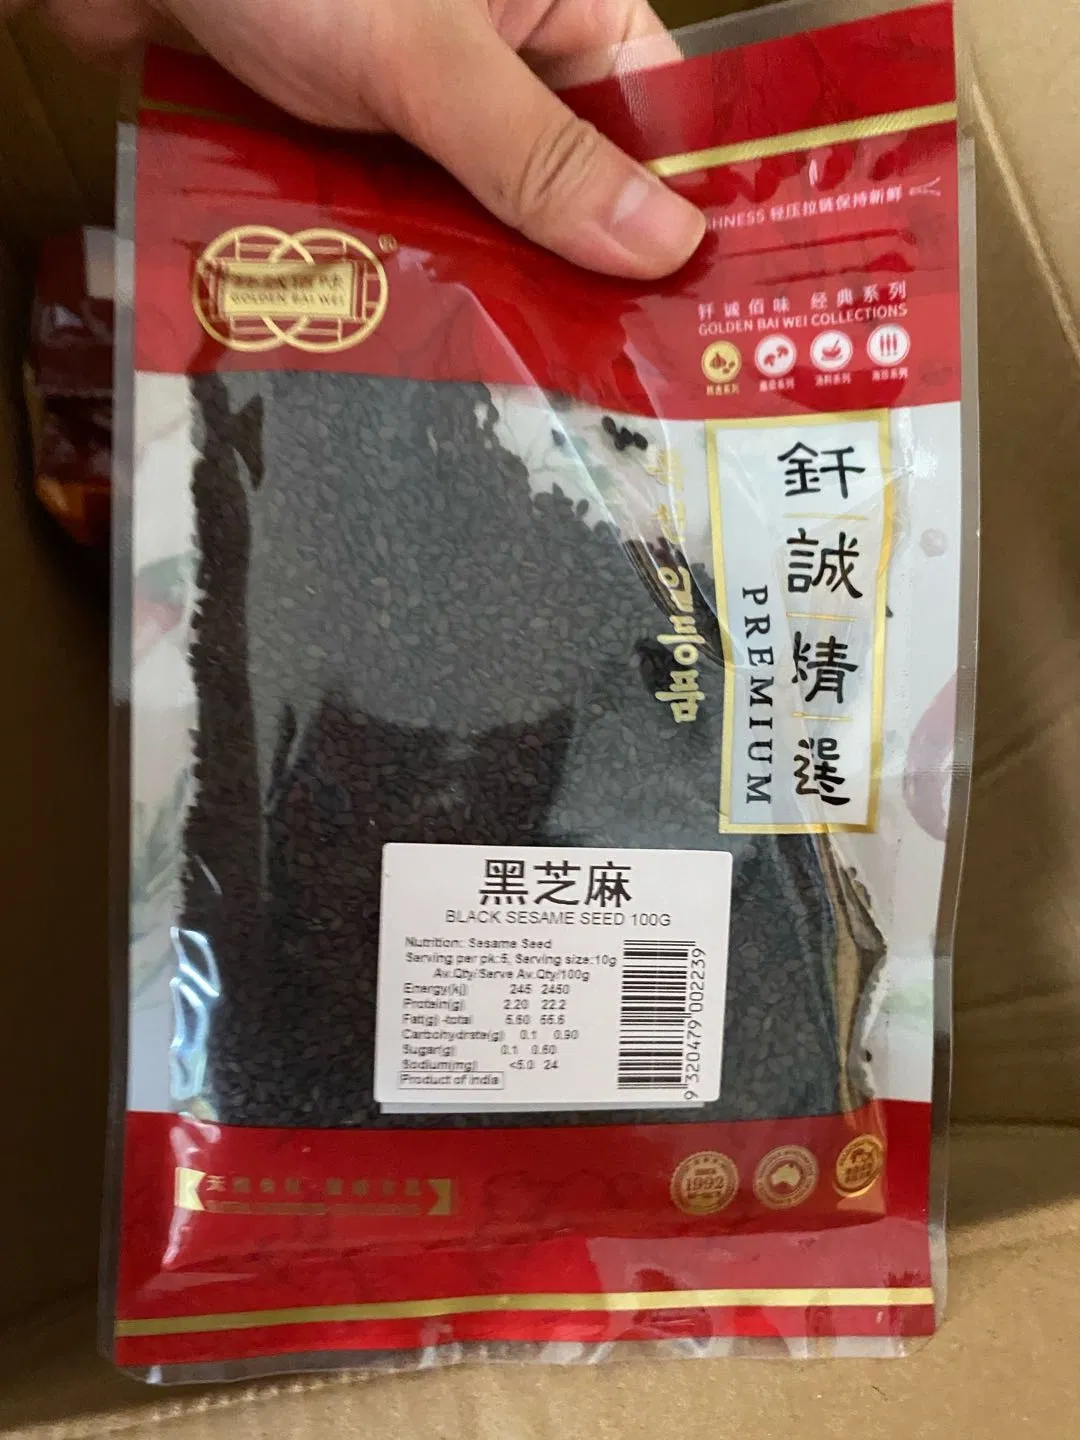 HNESS 轻压拉链保持新鲜
GOLDEN BAI WEI
®
轩诚佰味 经典系列
GOLDEN BAI WEI COLLECTIONS
釬誠精選
PREMIUM
黑芝麻
BLACK SESAME SEED 100G
Nutrition: Sesame Seed
Serving per pk:5, Serving size:10g
Av.Qty/Serve Av.Qty/100g
Energy(kj) 245 2450
Protein(g) 2.20 22.2
Fat(g) -total 5.60 55.6
Carbohydrate(g) 0.1 0.90
Sugar(g) 0.1 0.60
Sodium(mg) <5.0 24
Product of India
9 320479 002239
1992